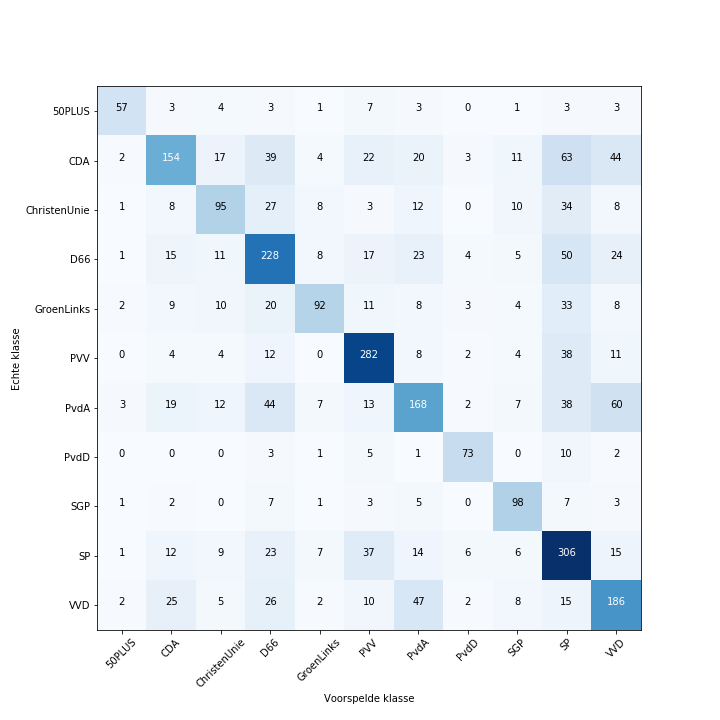 50PLUS 57 3 4 3 1 7 3 0 1 3 3
CDA 2 154 17 39 4 22 20 3 11 63 44
ChristenUnie 1 8 95 27 8 3 12 0 10 34 8
D66 1 15 11 228 8 17 23 4 5 50 24
GroenLinks 2 9 10 20 92 11 8 3 4 33 8
PVV 0 4 4 12 0 282 8 2 4 38 11
PvdA 3 19 12 44 7 13 168 2 7 38 60
PvdD 0 0 0 3 1 5 1 73 0 10 2
SGP 1 2 0 7 1 3 5 0 98 7 3
SP 1 12 9 23 7 37 14 6 6 306 15
VVD 2 25 5 26 2 10 47 2 8 15 186
Echte klasse
50PLUS CDA ChristenUnie D66 GroenLinks PVV PvdA PvdD SGP SP VVD
Voorspelde klasse